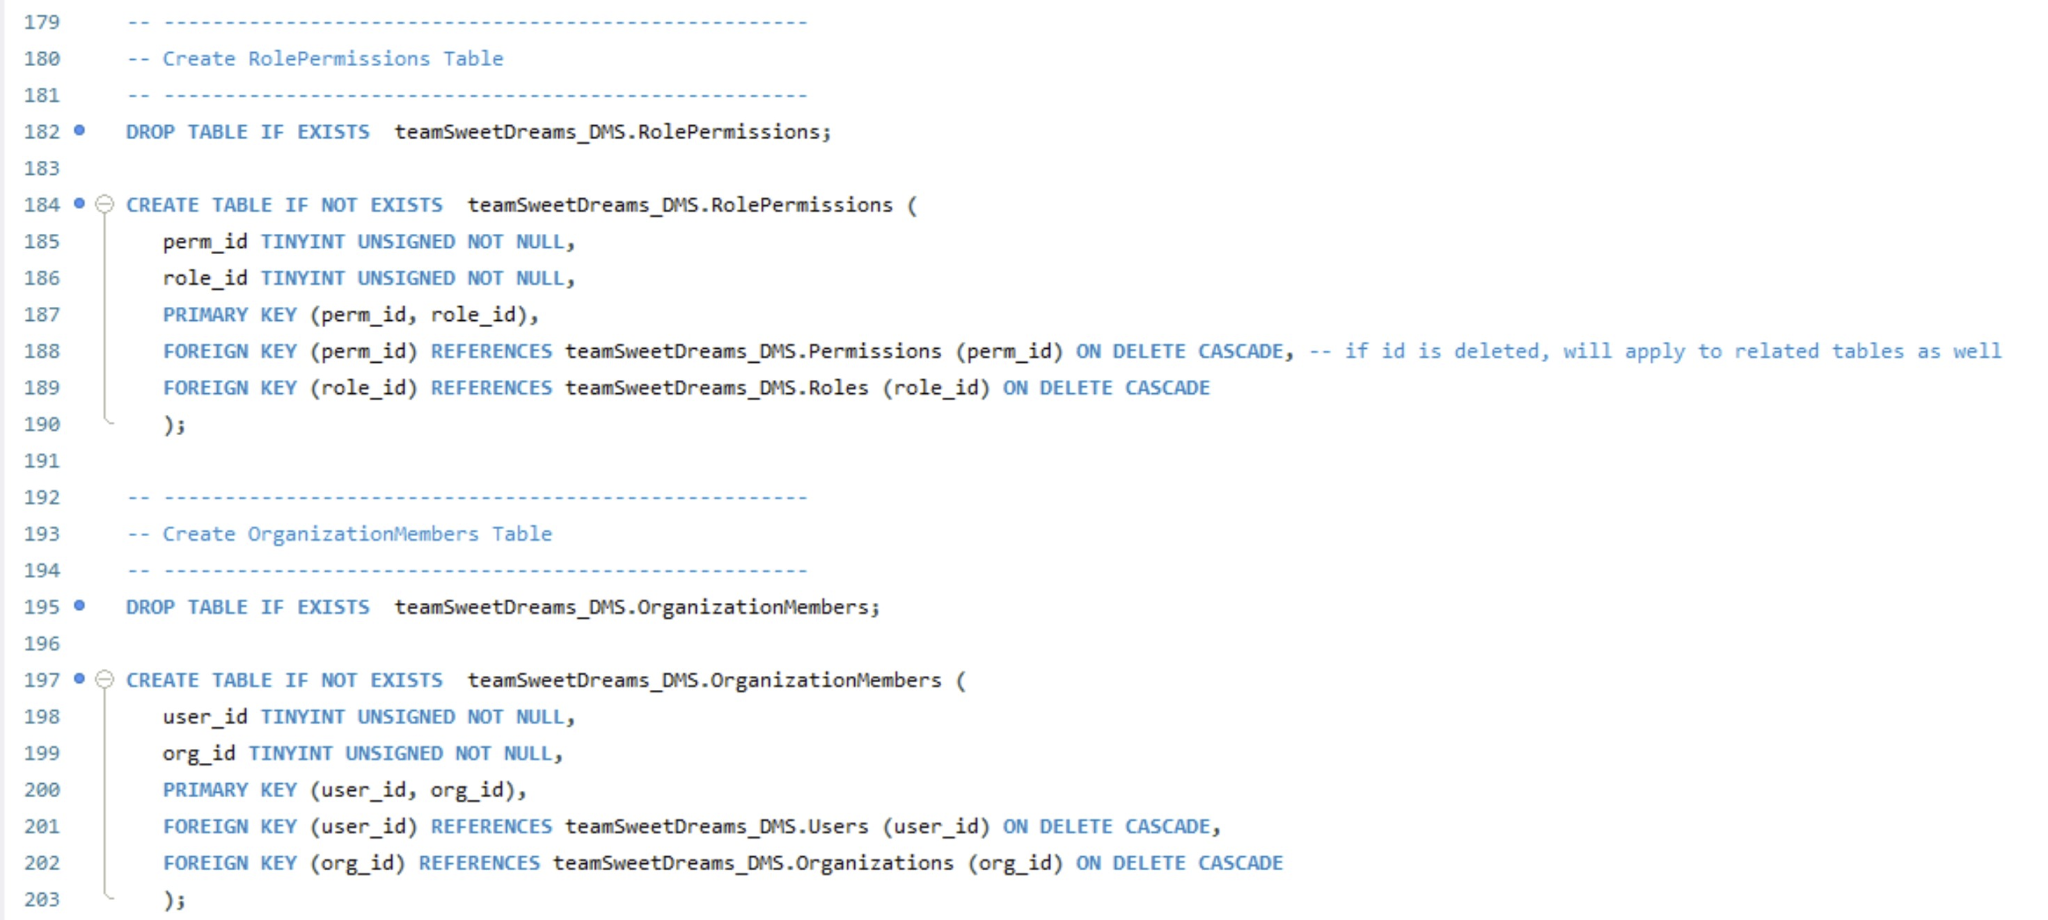 179 -- -----------------------------------------------------
180 -- Create RolePermissions Table
181 -- -----------------------------------------------------
182 DROP TABLE IF EXISTS  teamSweetDreams_DMS.RolePermissions;
183
184 CREATE TABLE IF NOT EXISTS  teamSweetDreams_DMS.RolePermissions (
185    perm_id TINYINT UNSIGNED NOT NULL,
186    role_id TINYINT UNSIGNED NOT NULL,
187    PRIMARY KEY (perm_id, role_id),
188    FOREIGN KEY (perm_id) REFERENCES teamSweetDreams_DMS.Permissions (perm_id) ON DELETE CASCADE, -- if id is deleted, will apply to related tables as well
189    FOREIGN KEY (role_id) REFERENCES teamSweetDreams_DMS.Roles (role_id) ON DELETE CASCADE
190    );
191
192 -- -----------------------------------------------------
193 -- Create OrganizationMembers Table
194 -- -----------------------------------------------------
195 DROP TABLE IF EXISTS  teamSweetDreams_DMS.OrganizationMembers;
196
197 CREATE TABLE IF NOT EXISTS  teamSweetDreams_DMS.OrganizationMembers (
198    user_id TINYINT UNSIGNED NOT NULL,
199    org_id TINYINT UNSIGNED NOT NULL,
200    PRIMARY KEY (user_id, org_id),
201    FOREIGN KEY (user_id) REFERENCES teamSweetDreams_DMS.Users (user_id) ON DELETE CASCADE,
202    FOREIGN KEY (org_id) REFERENCES teamSweetDreams_DMS.Organizations (org_id) ON DELETE CASCADE
203    );